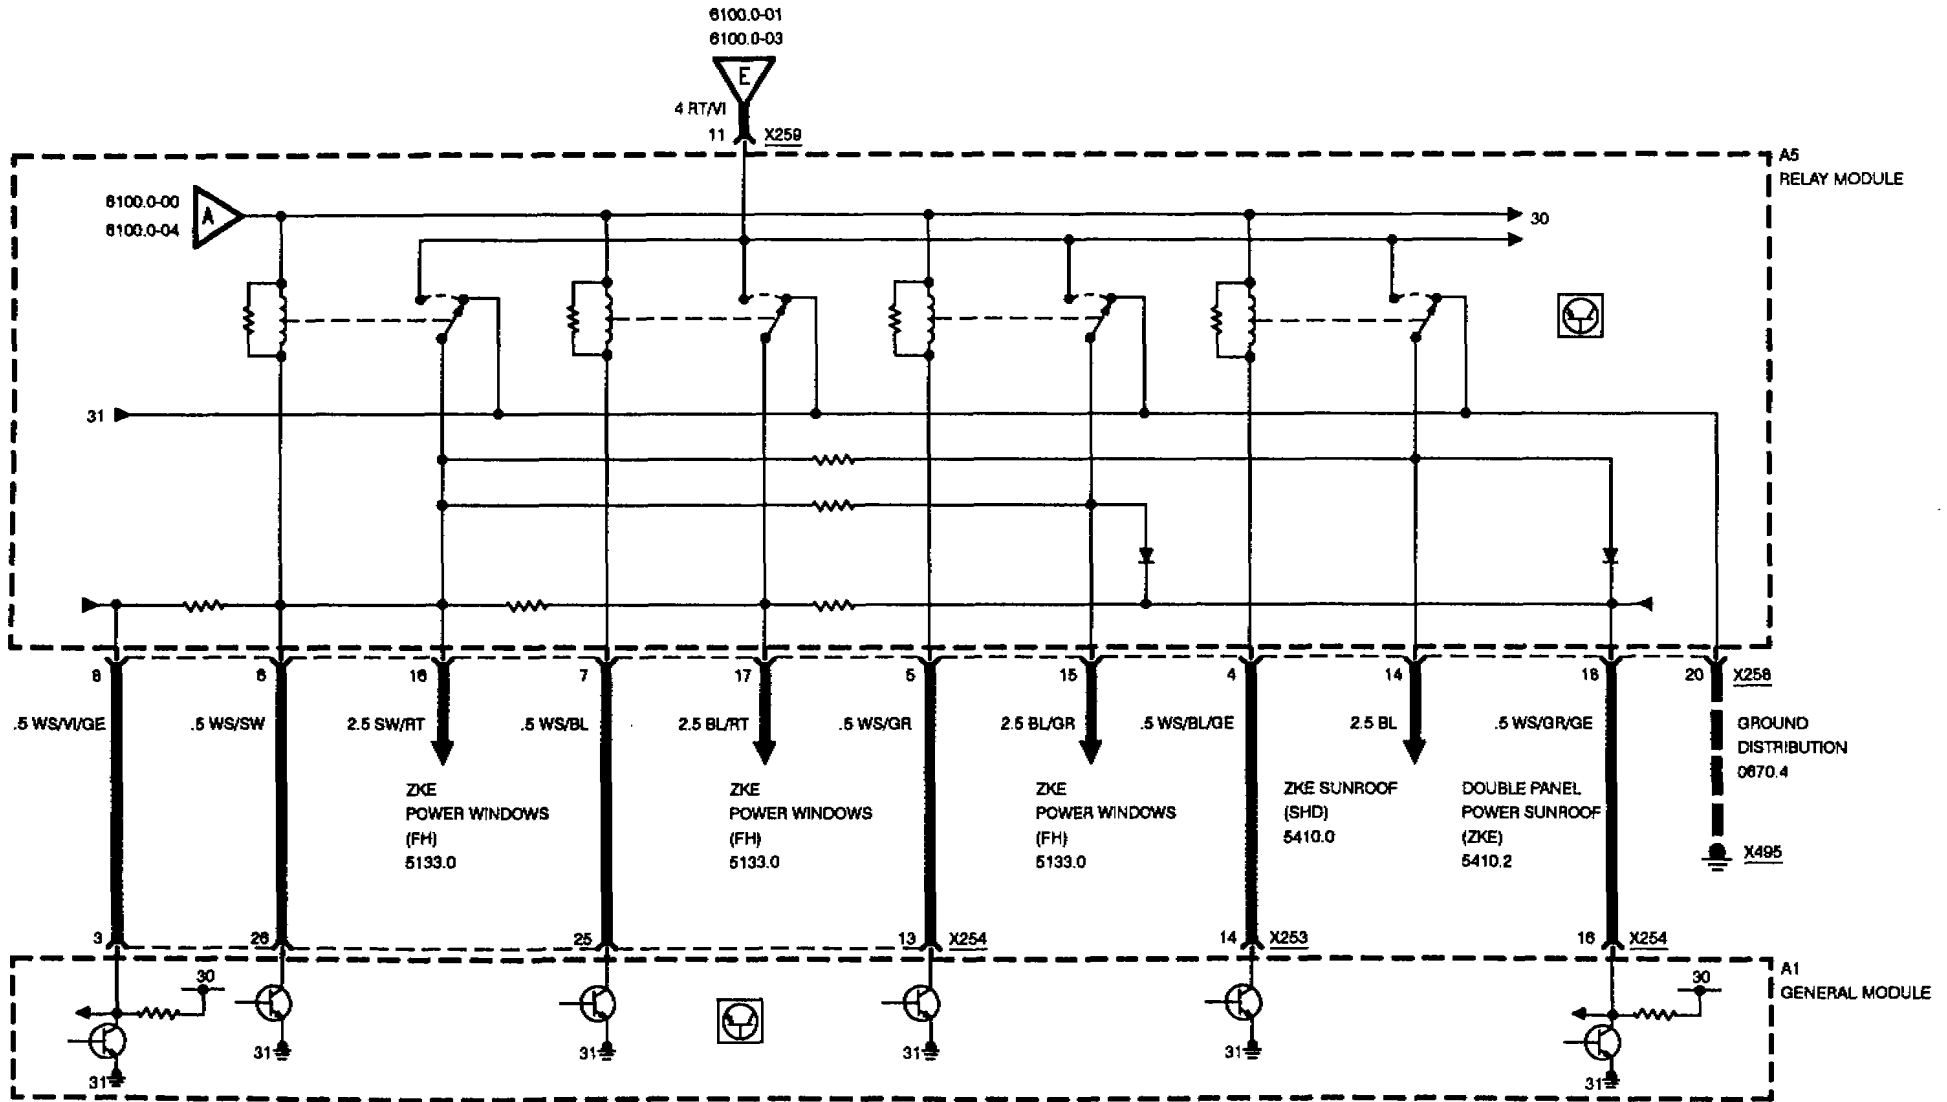 6100.0-01
6100.0-03
E
4 RT/VI
11 X259
A5
RELAY MODULE
6100.0-00
6100.0-04
A
30
31
8 6 16 7 17 5 15 4 14 18 20 X256
.5 WS/VI/GE .5 WS/SW 2.5 SW/RT .5 WS/BL 2.5 BL/RT .5 WS/GR 2.5 BL/GR .5 WS/BL/GE 2.5 BL .5 WS/GR/GE
GROUND
DISTRIBUTION
0670.4
ZKE
POWER WINDOWS
(FH)
5133.0
ZKE
POWER WINDOWS
(FH)
5133.0
ZKE
POWER WINDOWS
(FH)
5133.0
ZKE SUNROOF
(SHD)
5410.0
DOUBLE PANEL
POWER SUNROOF
(ZKE)
5410.2
X495
3 26 25 13 X254 14 X253 16 X254
A1
GENERAL MODULE
30 30
31 31 31 31
31 31